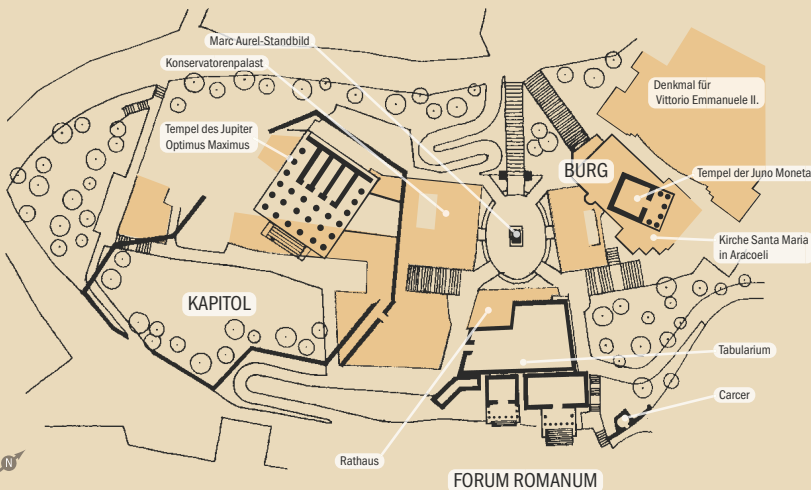 Marc Aurel-Standbild
Konservatorenpalast
Denkmal für
Vittorio Emmanuele II.
Tempel des Jupiter
Optimus Maximus
BURG
Tempel der Juno Moneta
Kirche Santa Maria
in Aracoeli
KAPITOL
Tabularium
Carcer
Rathaus
N
FORUM ROMANUM